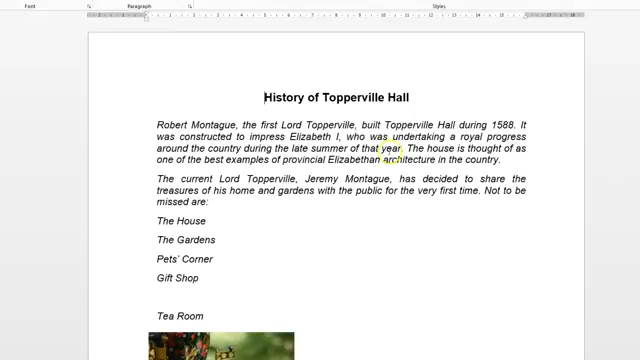 Font Paragraph Styles
History of Topperville Hall
Robert Montague, the first Lord Topperville, built Topperville Hall during 1588. It
was constructed to impress Elizabeth I, who was undertaking a royal progress
around the country during the late summer of that year. The house is thought of as
one of the best examples of provincial Elizabethan architecture in the country.
The current Lord Topperville, Jeremy Montague, has decided to share the
treasures of his home and gardens with the public for the very first time. Not to be
missed are:
The House
The Gardens
Pets' Corner
Gift Shop
Tea Room